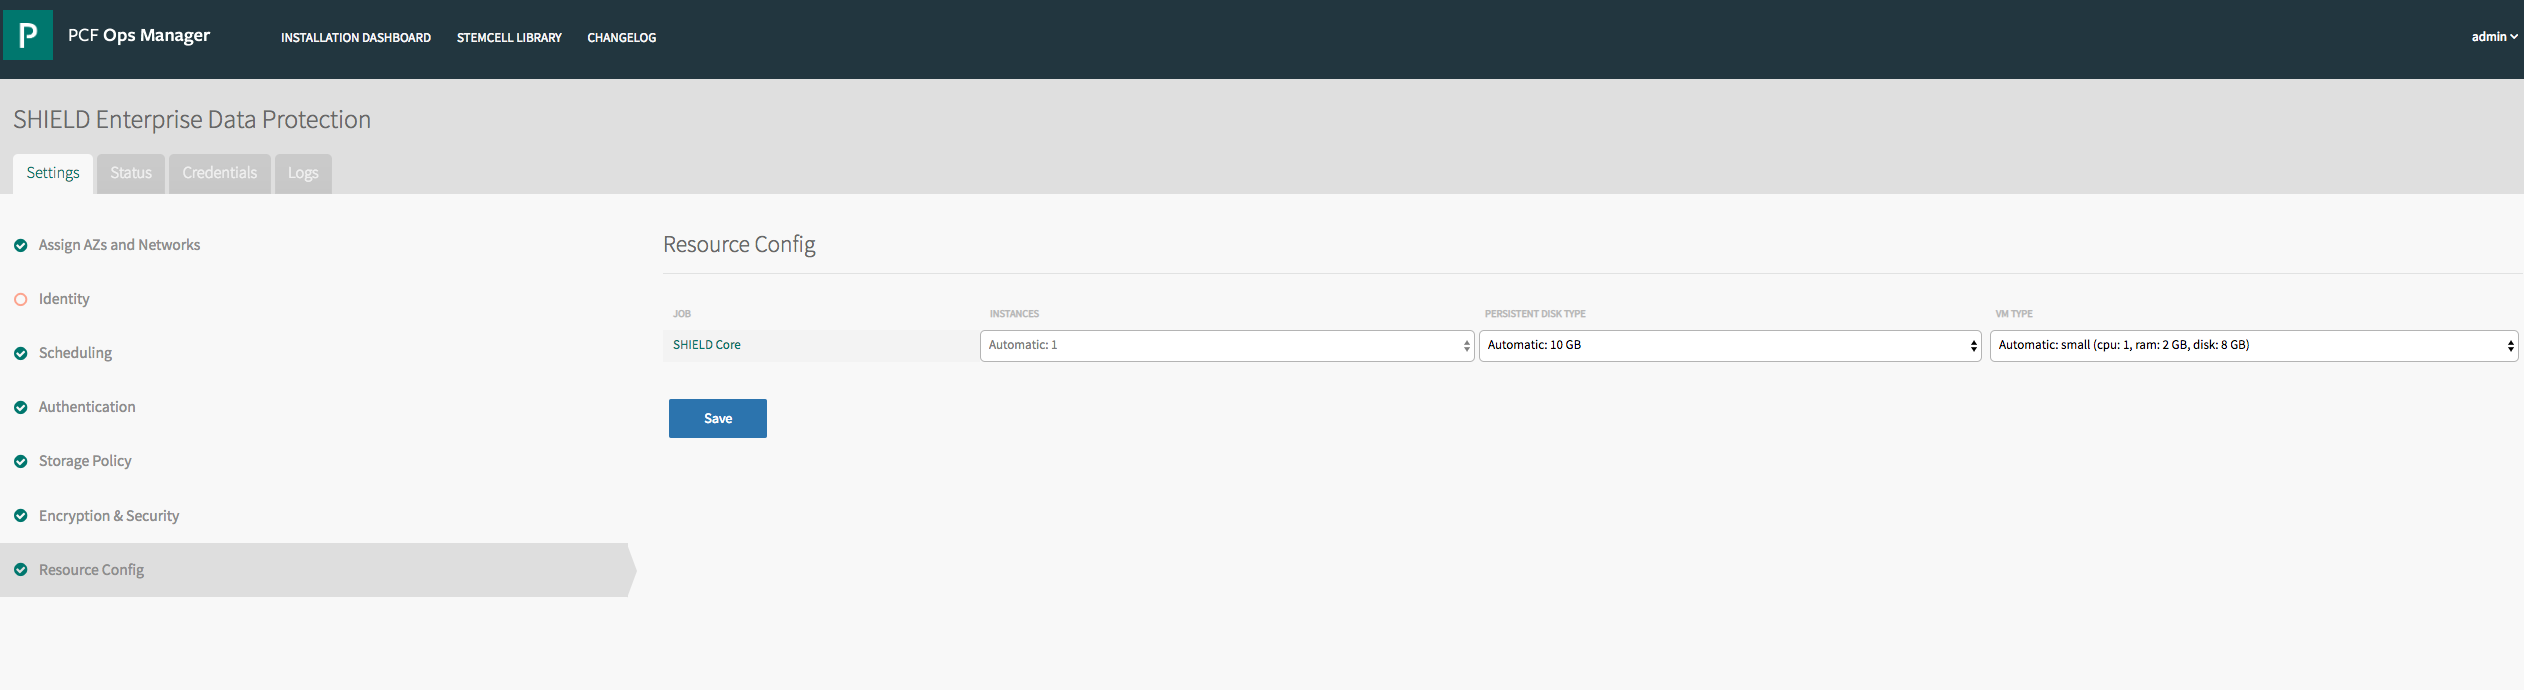 P PCF Ops Manager INSTALLATION DASHBOARD STEMCELL LIBRARY CHANGELOG admin
SHIELD Enterprise Data Protection
Settings Status Credentials Logs
Assign AZs and Networks
Identity
Scheduling
Authentication
Storage Policy
Encryption & Security
Resource Config
Resource Config
JOB INSTANCES PERSISTENT DISK TYPE VM TYPE
SHIELD Core Automatic: 1 Automatic: 10 GB Automatic: small (cpu: 1, ram: 2 GB, disk: 8 GB)
Save